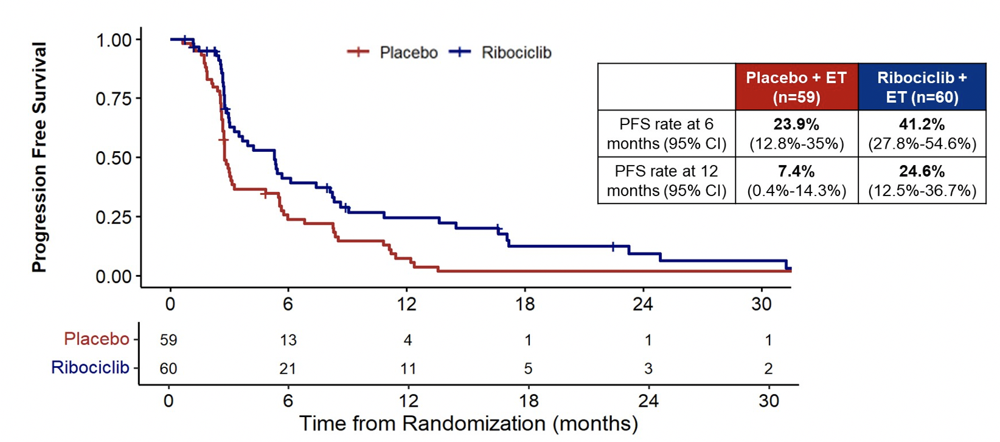 Progression Free Survival
1.00
0.75
0.50
0.25
0.00
Placebo Ribociclib
0 6 12 18 24 30
Placebo + ET
(n=59)
Ribociclib +
ET (n=60)
PFS rate at 6
months (95% CI)
23.9%
(12.8%-35%)
41.2%
(27.8%-54.6%)
PFS rate at 12
months (95% CI)
7.4%
(0.4%-14.3%)
24.6%
(12.5%-36.7%)
Placebo 59 13 4 1 1 1
Ribociclib 60 21 11 5 3 2
0 6 12 18 24 30
Time from Randomization (months)